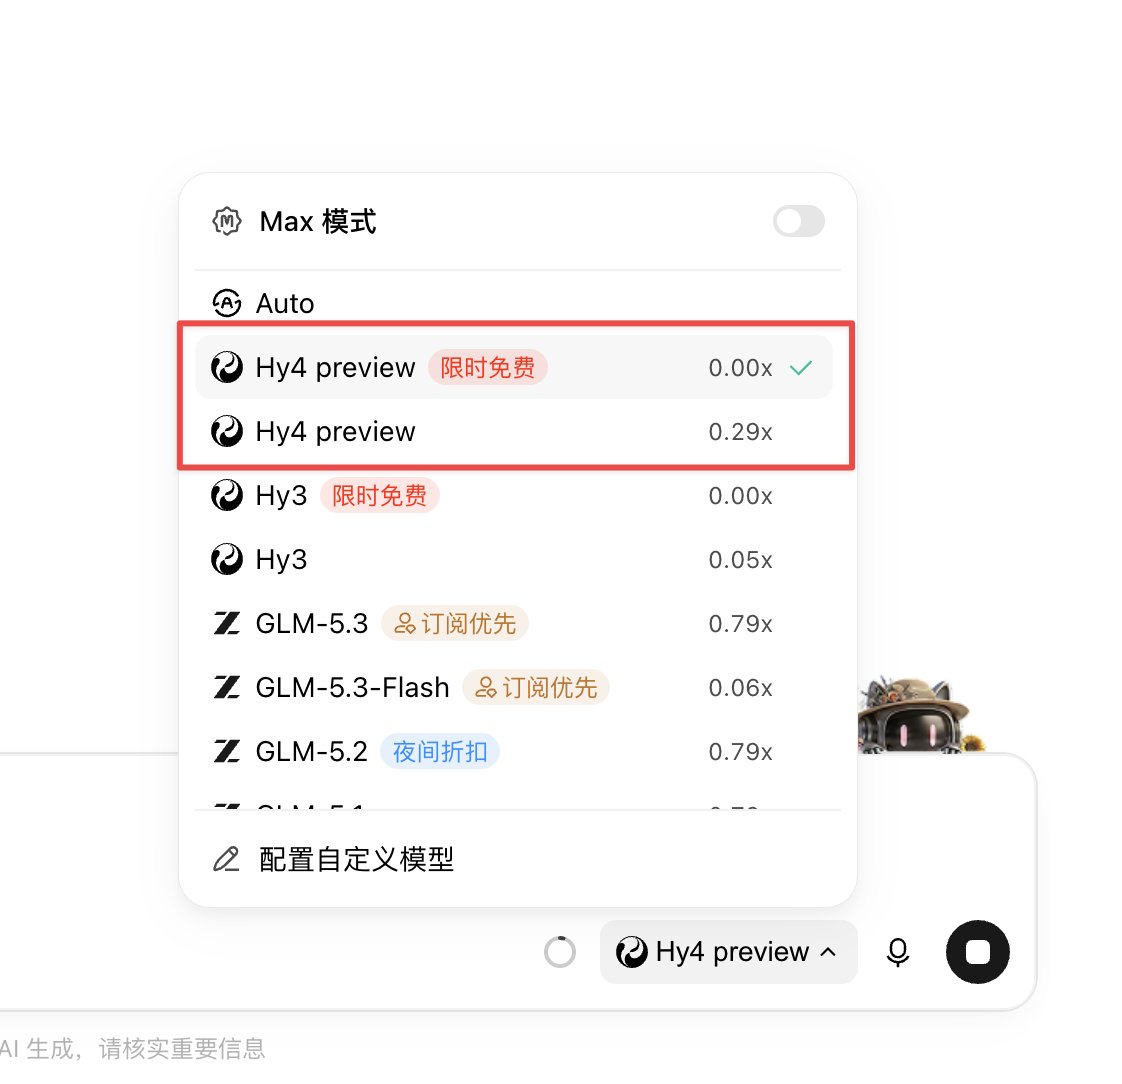 Max 模式
Auto
Hy4 preview 限时免费 0.00x
Hy4 preview 0.29x
Hy3 限时免费 0.00x
Hy3 0.05x
GLM-5.3 订阅优先 0.79x
GLM-5.3-Flash 订阅优先 0.06x
GLM-5.2 夜间折扣 0.79x
配置自定义模型
Hy4 preview
AI 生成，请核实重要信息